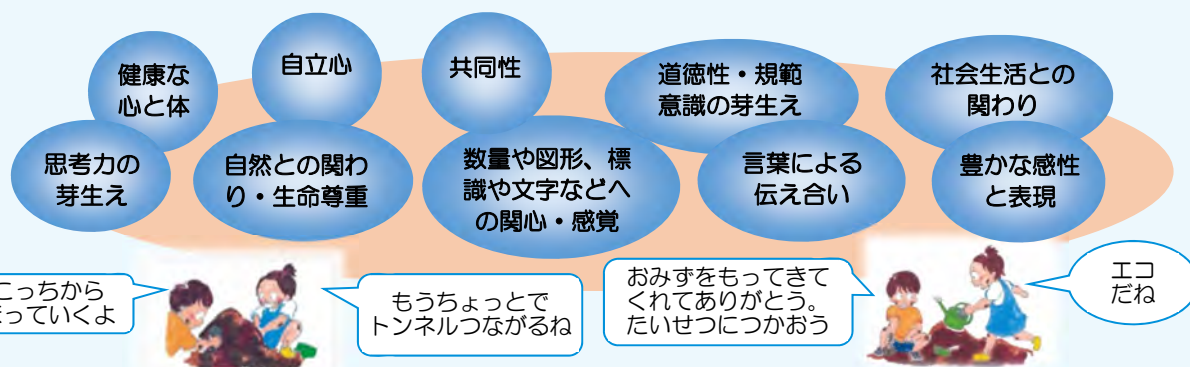 健康な
心と体
自立心
共同性
道徳性・規範
意識の芽生え
社会生活との
関わり
思考力の
芽生え
自然との関わ
り・生命尊重
数量や図形、標
識や文字などへ
の関心・感覚
言葉による
伝え合い
豊かな感性
と表現
こっちから
っていくよ
もうちょっとで
トンネルつながるね
おみずをもってきて
くれてありがとう。
たいせつにつかおう
エコ
だね